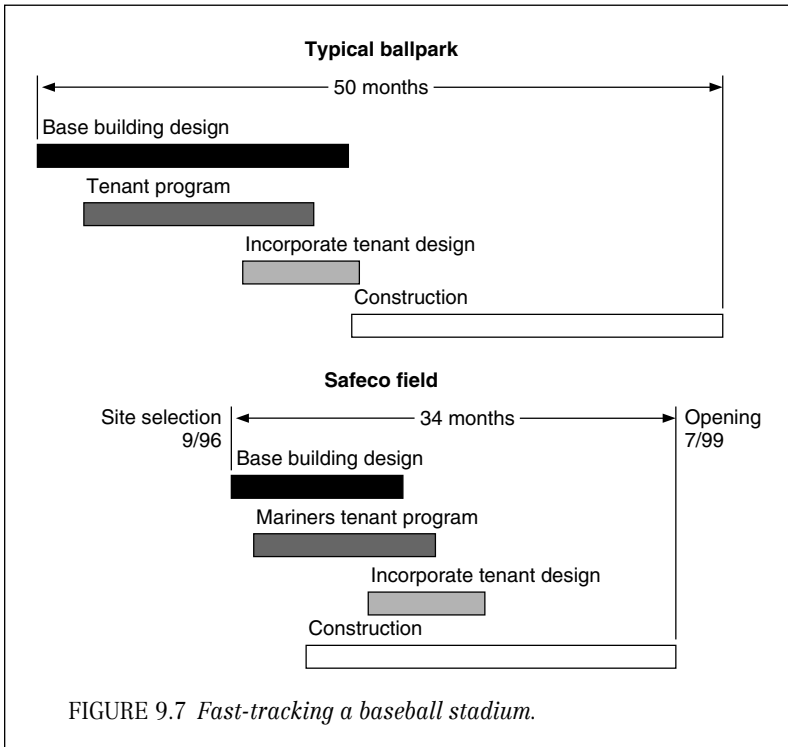 Typical ballpark
50 months
Base building design
Tenant program
Incorporate tenant design
Construction
Safeco field
Site selection
9/96
34 months
Opening
7/99
Base building design
Mariners tenant program
Incorporate tenant design
Construction
FIGURE 9.7 Fast-tracking a baseball stadium.